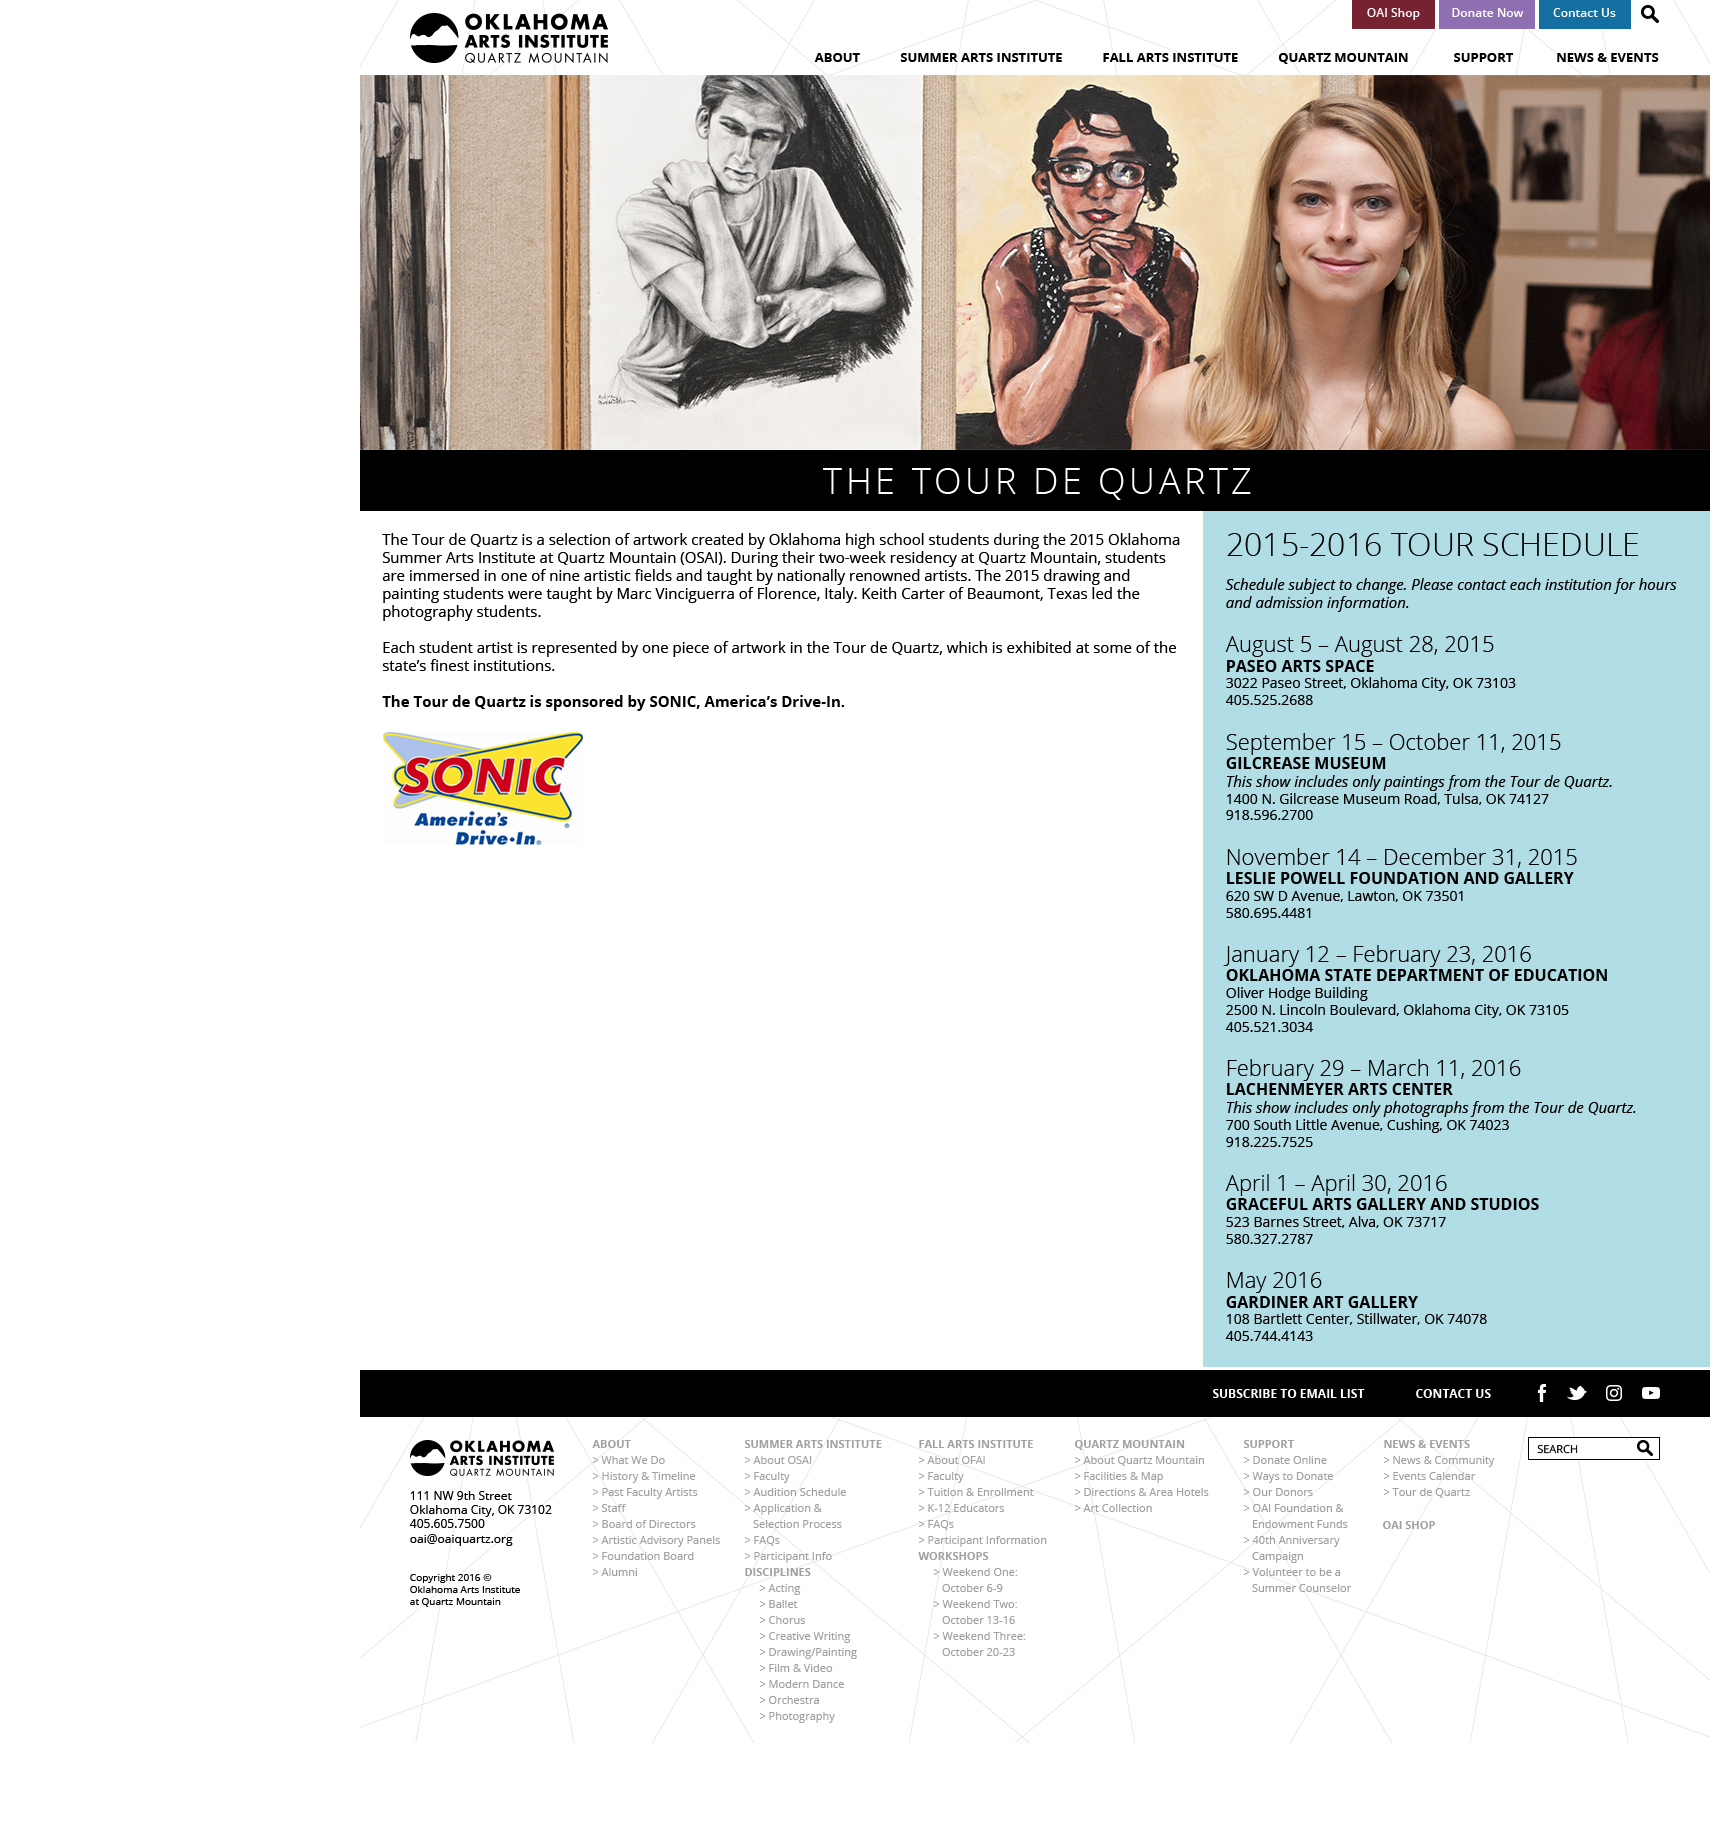 OKLAHOMA
ARTS INSTITUTE
QUARTZ MOUNTAIN
OAI Shop
Donate Now
Contact Us
ABOUT
SUMMER ARTS INSTITUTE
FALL ARTS INSTITUTE
QUARTZ MOUNTAIN
SUPPORT
NEWS & EVENTS
THE TOUR DE QUARTZ
The Tour de Quartz is a selection of artwork created by Oklahoma high school students during the 2015 Oklahoma
Summer Arts Institute at Quartz Mountain (OSAI). During their two-week residency at Quartz Mountain, students
are immersed in one of nine artistic fields and taught by nationally renowned artists. The 2015 drawing and
painting students were taught by Marc Vinciguerra of Florence, Italy. Keith Carter of Beaumont, Texas led the
photography students.
Each student artist is represented by one piece of artwork in the Tour de Quartz, which is exhibited at some of the
state’s finest institutions.
The Tour de Quartz is sponsored by SONIC, America’s Drive-In.
SONIC
America's
Drive-In®
2015-2016 TOUR SCHEDULE
Schedule subject to change. Please contact each institution for hours
and admission information.
August 5 – August 28, 2015
PASEO ARTS SPACE
3022 Paseo Street, Oklahoma City, OK 73103
405.525.2688
September 15 – October 11, 2015
GILCREASE MUSEUM
This show includes only paintings from the Tour de Quartz.
1400 N. Gilcrease Museum Road, Tulsa, OK 74127
918.596.2700
November 14 – December 31, 2015
LESLIE POWELL FOUNDATION AND GALLERY
620 SW D Avenue, Lawton, OK 73501
580.695.4481
January 12 – February 23, 2016
OKLAHOMA STATE DEPARTMENT OF EDUCATION
Oliver Hodge Building
2500 N. Lincoln Boulevard, Oklahoma City, OK 73105
405.521.3034
February 29 – March 11, 2016
LACHENMEYER ARTS CENTER
This show includes only photographs from the Tour de Quartz.
700 South Little Avenue, Cushing, OK 74023
918.225.7525
April 1 – April 30, 2016
GRACEFUL ARTS GALLERY AND STUDIOS
523 Barnes Street, Alva, OK 73717
580.327.2787
May 2016
GARDINER ART GALLERY
108 Bartlett Center, Stillwater, OK 74078
405.744.4143
SUBSCRIBE TO EMAIL LIST
CONTACT US
OKLAHOMA
ARTS INSTITUTE
QUARTZ MOUNTAIN
111 NW 9th Street
Oklahoma City, OK 73102
405.605.7500
oai@oaiquartz.org
Copyright 2016 ©
Oklahoma Arts Institute
at Quartz Mountain
ABOUT
> What We Do
> History & Timeline
> Past Faculty Artists
> Staff
> Board of Directors
> Artistic Advisory Panels
> Foundation Board
> Alumni
SUMMER ARTS INSTITUTE
> About OSAI
> Faculty
> Audition Schedule
> Application &
Selection Process
> FAQs
> Participant Info
DISCIPLINES
> Acting
> Ballet
> Chorus
> Creative Writing
> Drawing/Painting
> Film & Video
> Modern Dance
> Orchestra
> Photography
FALL ARTS INSTITUTE
> About OFAI
> Faculty
> Tuition & Enrollment
> K-12 Educators
> FAQs
> Participant Information
WORKSHOPS
> Weekend One:
October 6-9
> Weekend Two:
October 13-16
> Weekend Three:
October 20-23
QUARTZ MOUNTAIN
> About Quartz Mountain
> Facilities & Map
> Directions & Area Hotels
> Art Collection
SUPPORT
> Donate Online
> Ways to Donate
> Our Donors
> OAI Foundation &
Endowment Funds
> 40th Anniversary
Campaign
> Volunteer to be a
Summer Counselor
NEWS & EVENTS
> News & Community
> Events Calendar
> Tour de Quartz
OAI SHOP
SEARCH